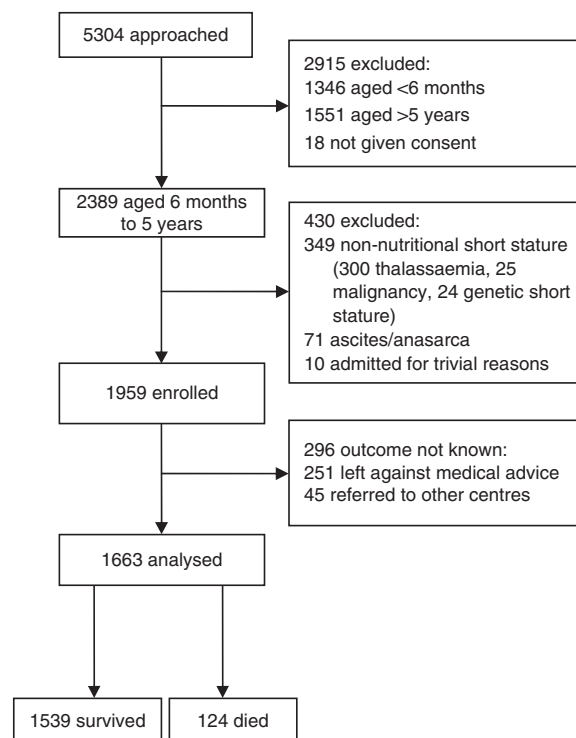 5304 approached
2915 excluded:
1346 aged <6 months
1551 aged >5 years
18 not given consent
2389 aged 6 months
to 5 years
430 excluded:
349 non-nutritional short stature
(300 thalassaemia, 25
malignancy, 24 genetic short
stature)
71 ascites/anasarca
10 admitted for trivial reasons
1959 enrolled
296 outcome not known:
251 left against medical advice
45 referred to other centres
1663 analysed
1539 survived
124 died